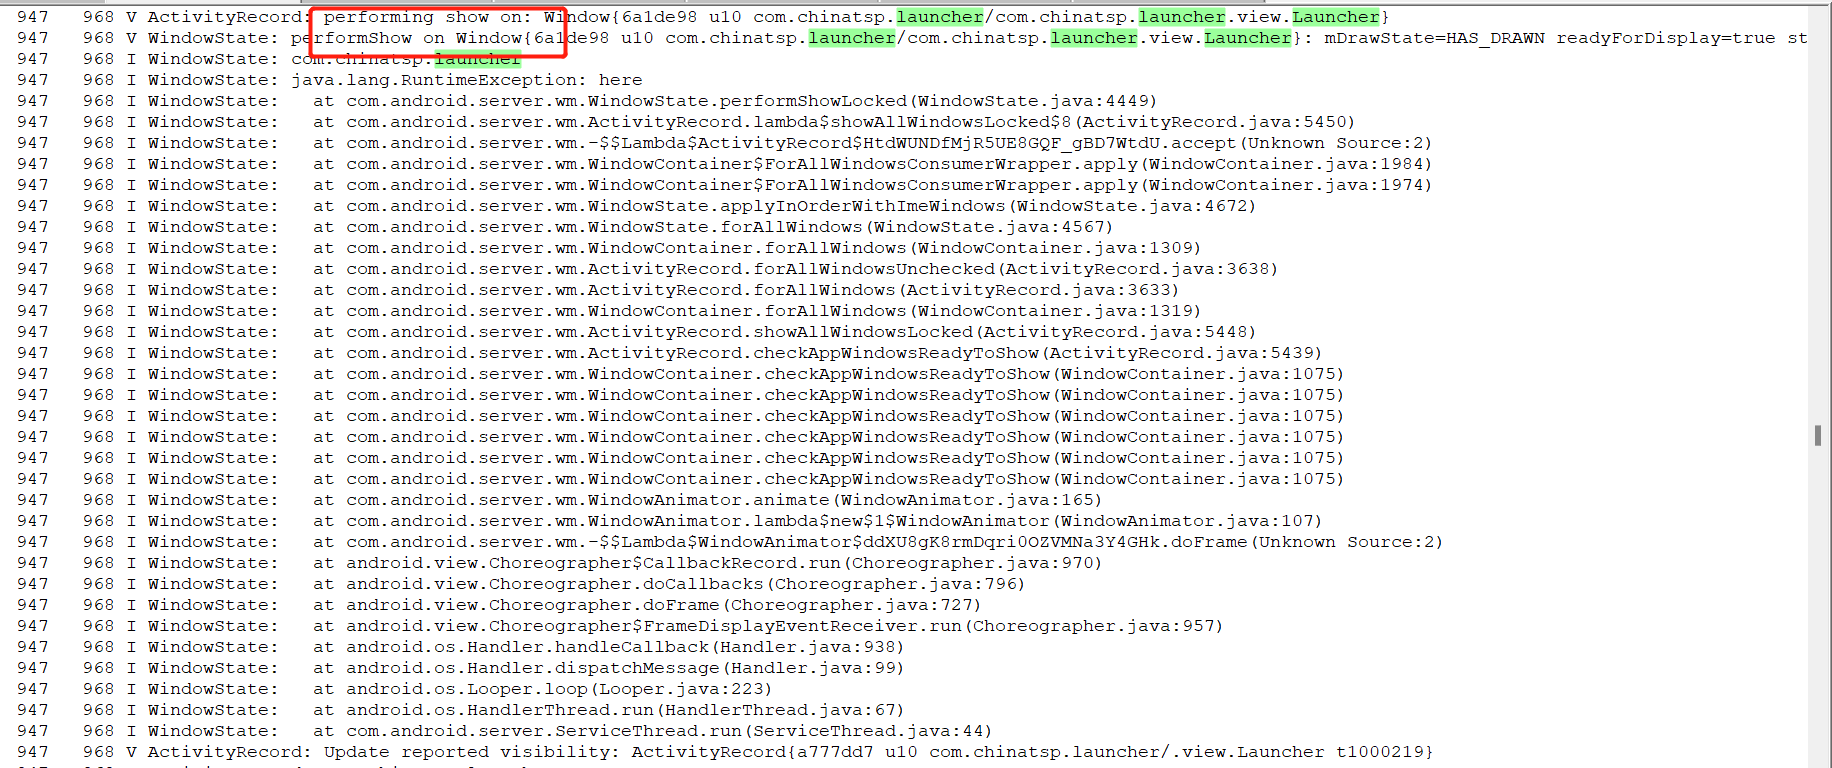 947 968 V ActivityRecord: performing show on: Window{6a1de98 u10 com.chinatsp.launcher/com.chinatsp.launcher.view.Launcher}
947 968 V WindowState: performShow on Window{6a1de98 u10 com.chinatsp.launcher/com.chinatsp.launcher.view.Launcher}: mDrawState=HAS_DRAWN readyForDisplay=true st
947 968 I WindowState: com.chinatsp.launcher
947 968 I WindowState: java.lang.RuntimeException: here
947 968 I WindowState: at com.android.server.wm.WindowState.performShowLocked(WindowState.java:4449)
947 968 I WindowState: at com.android.server.wm.ActivityRecord.lambda$showAllWindowsLocked$8(ActivityRecord.java:5450)
947 968 I WindowState: at com.android.server.wm.-$$Lambda$ActivityRecord$HtdWUNDfMjR5UE8GQF_gBD7WtdU.accept(Unknown Source:2)
947 968 I WindowState: at com.android.server.wm.WindowContainer$ForAllWindowsConsumerWrapper.apply(WindowContainer.java:1984)
947 968 I WindowState: at com.android.server.wm.WindowContainer$ForAllWindowsConsumerWrapper.apply(WindowContainer.java:1974)
947 968 I WindowState: at com.android.server.wm.WindowState.applyInOrderWithImeWindows(WindowState.java:4672)
947 968 I WindowState: at com.android.server.wm.WindowState.forAllWindows(WindowState.java:4567)
947 968 I WindowState: at com.android.server.wm.WindowContainer.forAllWindows(WindowContainer.java:1309)
947 968 I WindowState: at com.android.server.wm.ActivityRecord.forAllWindowsUnchecked(ActivityRecord.java:3638)
947 968 I WindowState: at com.android.server.wm.ActivityRecord.forAllWindows(ActivityRecord.java:3633)
947 968 I WindowState: at com.android.server.wm.WindowContainer.forAllWindows(WindowContainer.java:1319)
947 968 I WindowState: at com.android.server.wm.ActivityRecord.showAllWindowsLocked(ActivityRecord.java:5448)
947 968 I WindowState: at com.android.server.wm.ActivityRecord.checkAppWindowsReadyToShow(ActivityRecord.java:5439)
947 968 I WindowState: at com.android.server.wm.WindowContainer.checkAppWindowsReadyToShow(WindowContainer.java:1075)
947 968 I WindowState: at com.android.server.wm.WindowContainer.checkAppWindowsReadyToShow(WindowContainer.java:1075)
947 968 I WindowState: at com.android.server.wm.WindowContainer.checkAppWindowsReadyToShow(WindowContainer.java:1075)
947 968 I WindowState: at com.android.server.wm.WindowContainer.checkAppWindowsReadyToShow(WindowContainer.java:1075)
947 968 I WindowState: at com.android.server.wm.WindowContainer.checkAppWindowsReadyToShow(WindowContainer.java:1075)
947 968 I WindowState: at com.android.server.wm.WindowContainer.checkAppWindowsReadyToShow(WindowContainer.java:1075)
947 968 I WindowState: at com.android.server.wm.WindowAnimator.animate(WindowAnimator.java:165)
947 968 I WindowState: at com.android.server.wm.WindowAnimator.lambda$new$1$WindowAnimator(WindowAnimator.java:107)
947 968 I WindowState: at com.android.server.wm.-$$Lambda$WindowAnimator$ddXU8gK8rmDqri0OZVMNa3Y4GHk.doFrame(Unknown Source:2)
947 968 I WindowState: at android.view.Choreographer$CallbackRecord.run(Choreographer.java:970)
947 968 I WindowState: at android.view.Choreographer.doCallbacks(Choreographer.java:796)
947 968 I WindowState: at android.view.Choreographer.doFrame(Choreographer.java:727)
947 968 I WindowState: at android.view.Choreographer$FrameDisplayEventReceiver.run(Choreographer.java:957)
947 968 I WindowState: at android.os.Handler.handleCallback(Handler.java:938)
947 968 I WindowState: at android.os.Handler.dispatchMessage(Handler.java:99)
947 968 I WindowState: at android.os.Looper.loop(Looper.java:223)
947 968 I WindowState: at android.os.HandlerThread.run(HandlerThread.java:67)
947 968 I WindowState: at com.android.server.ServiceThread.run(ServiceThread.java:44)
947 968 V ActivityRecord: Update reported visibility: ActivityRecord{a777dd7 u10 com.chinatsp.launcher/.view.Launcher t1000219}